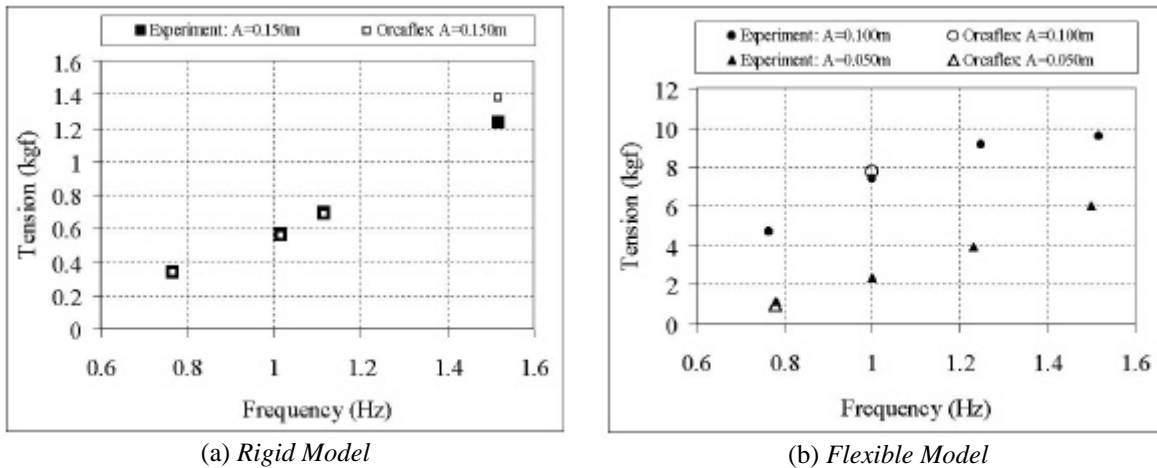 Experiment: A=0.150m Orcaflex: A=0.150m
1.6
1.4
1.2
1
0.8
0.6
0.4
0.2
0
Tension (kgf)
0.6 0.8 1 1.2 1.4 1.6
Frequency (Hz)
(a) Rigid Model
Experiment: A=0.100m Orcaflex: A=0.100m
Experiment: A=0.050m Orcaflex: A=0.050m
12
10
8
6
4
2
0
Tension (kgf)
0.6 0.8 1 1.2 1.4 1.6
Frequency (Hz)
(b) Flexible Model